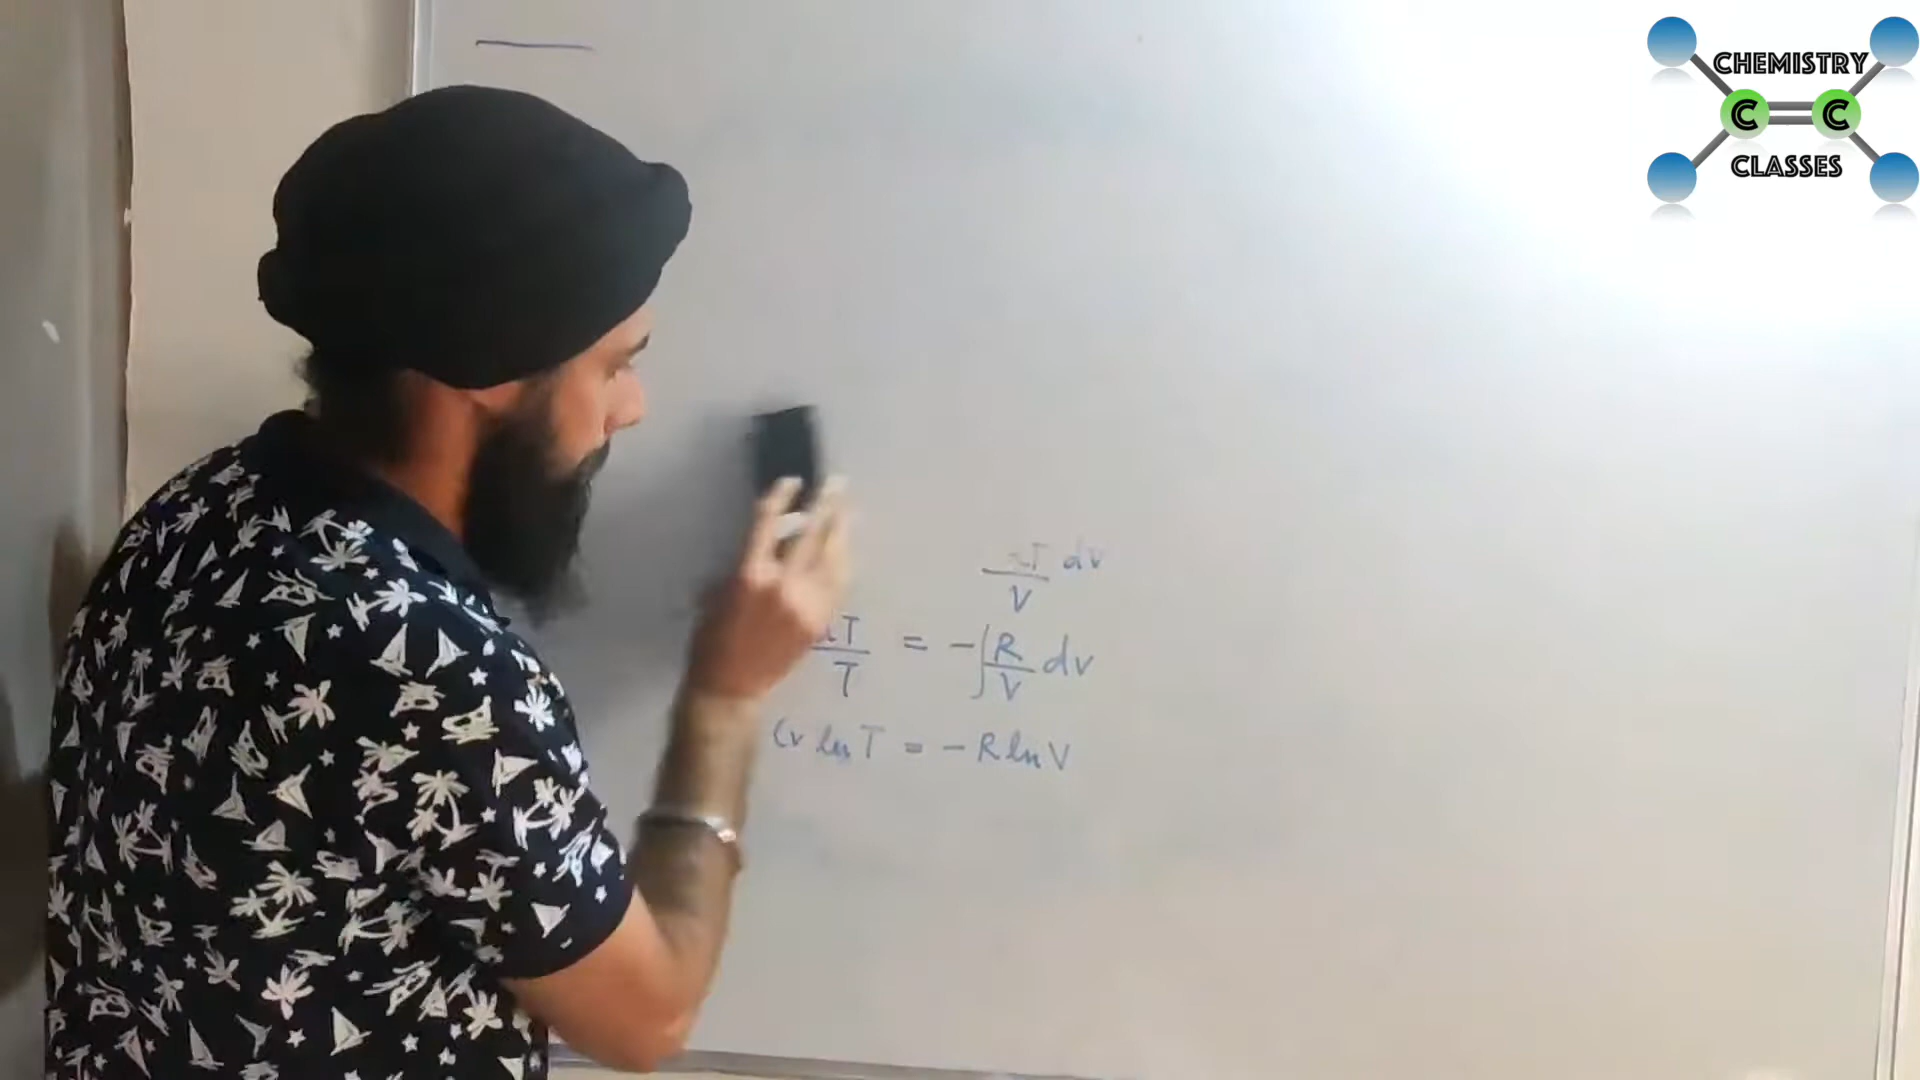 CHEMISTRY
C = C
CLASSES
dv
V
T = - ∫ R/V dv
Cv ln T = - R ln V